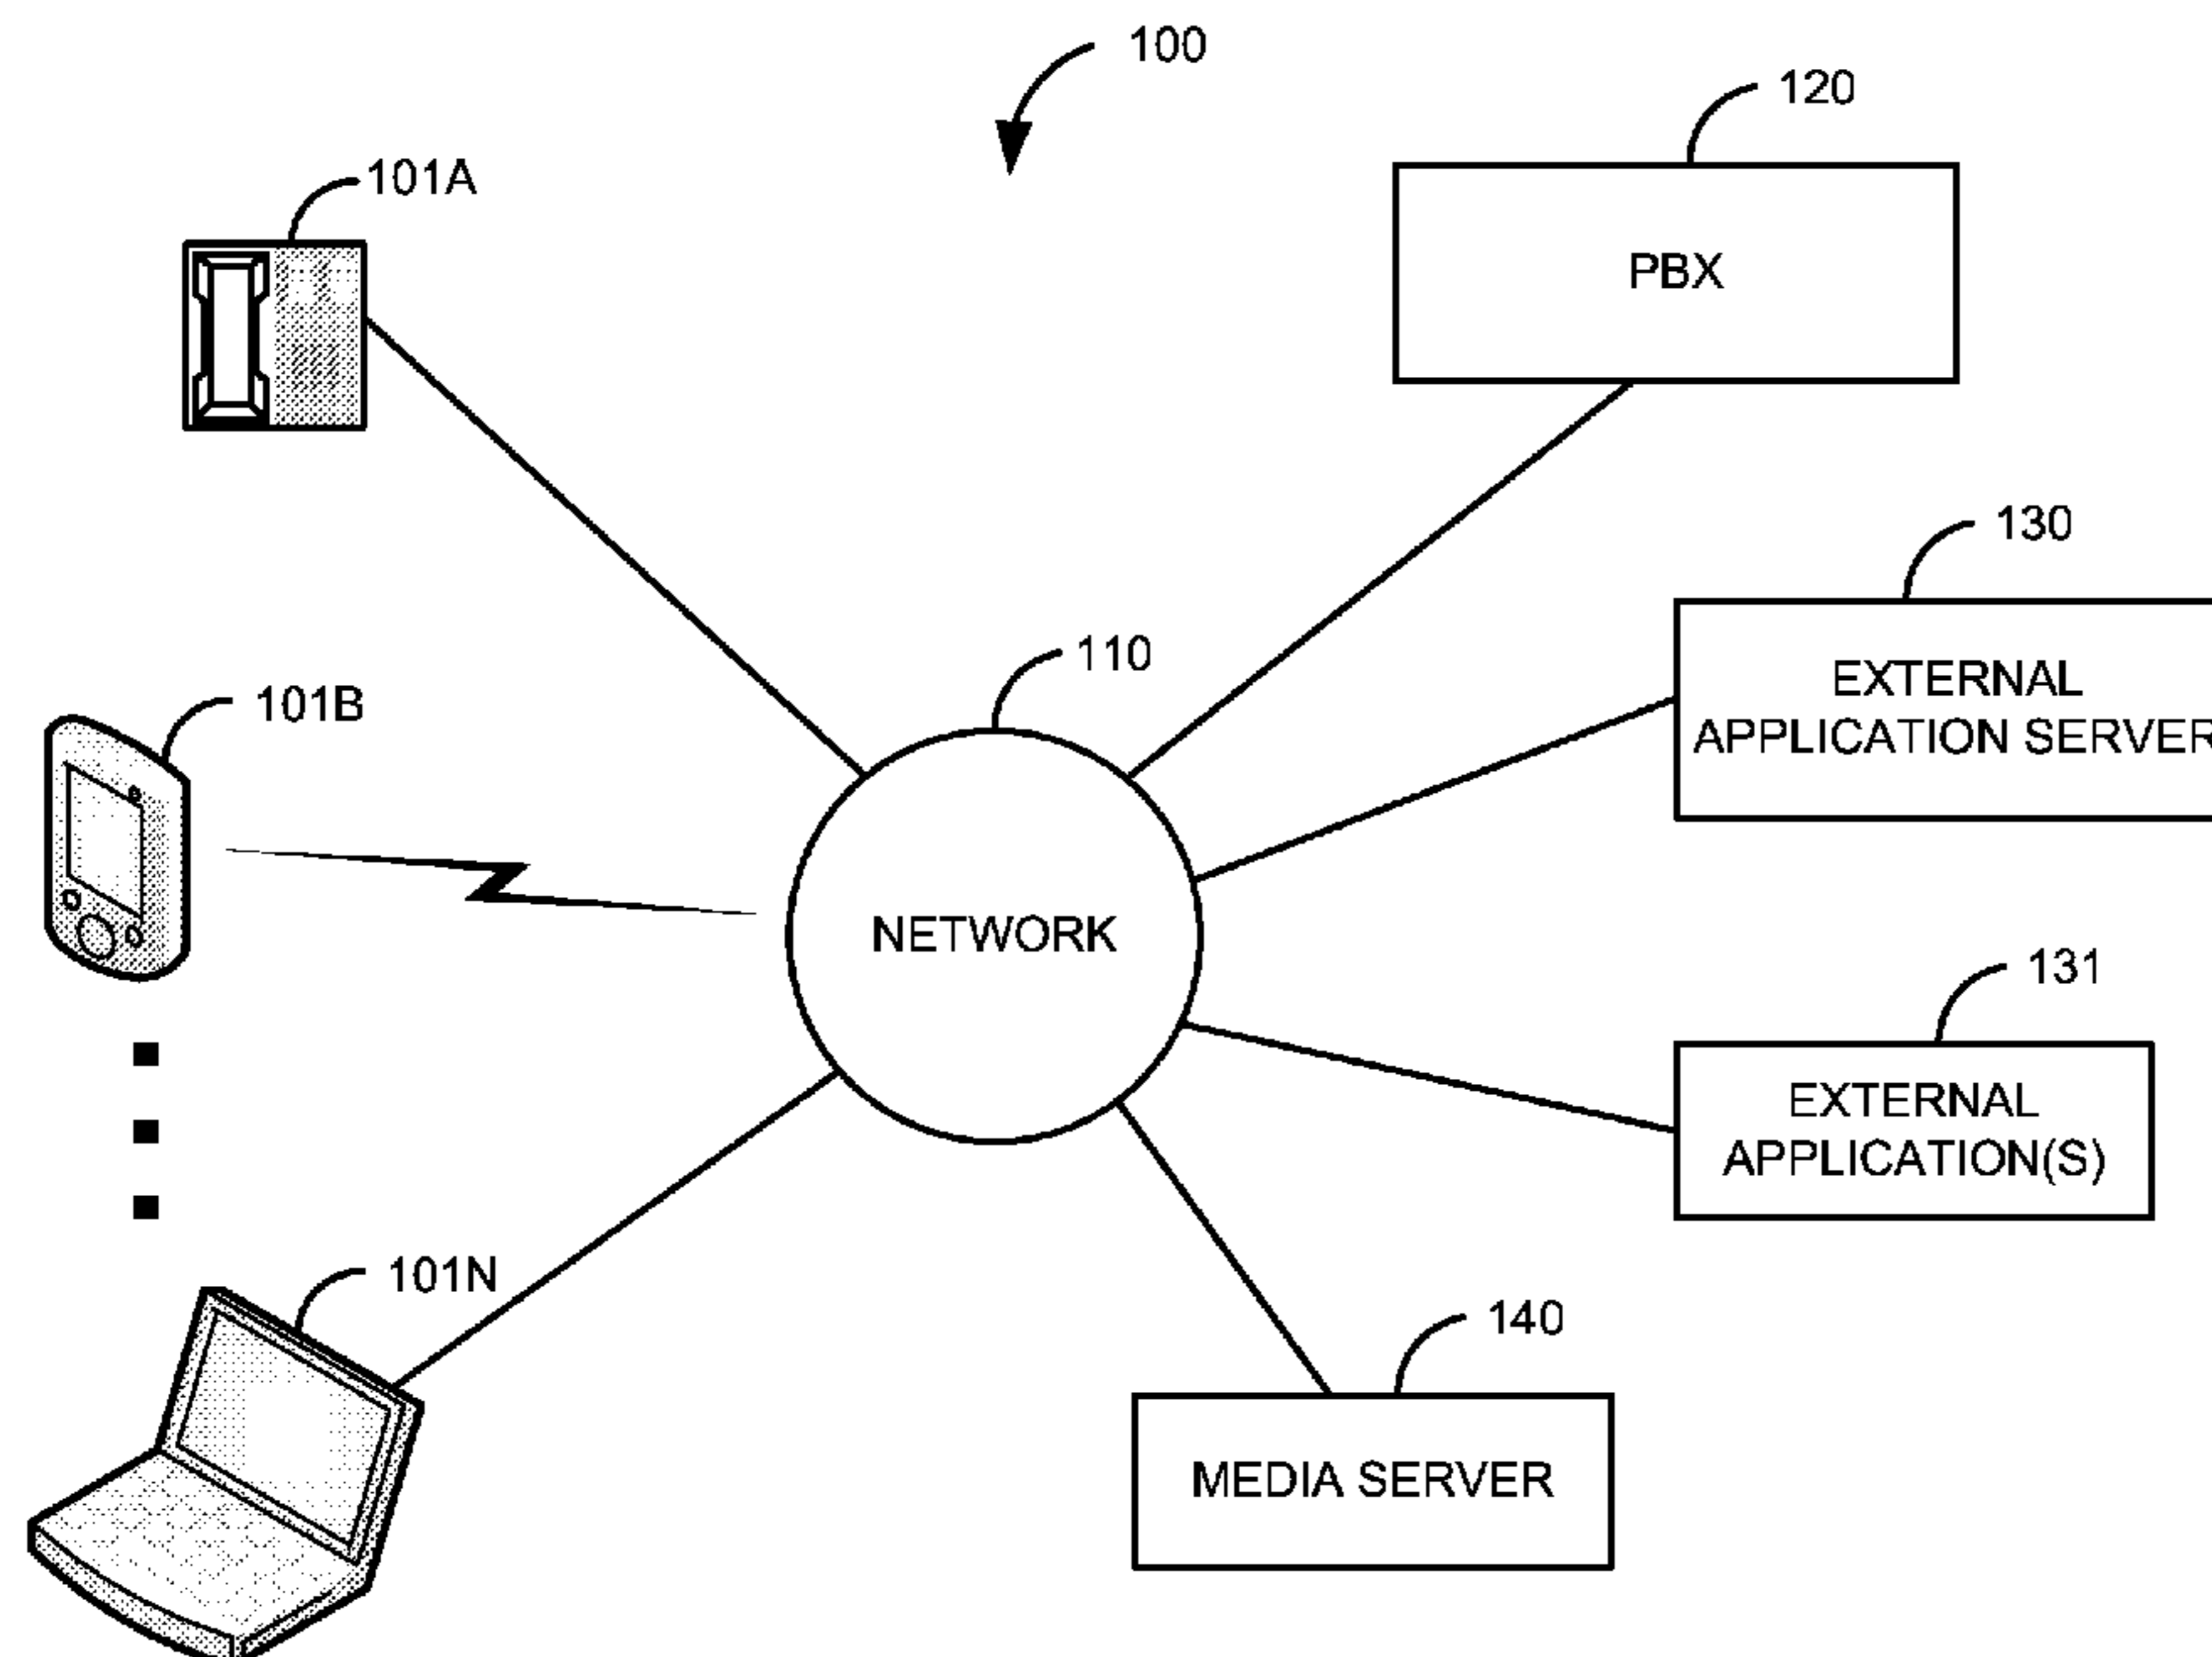 100
120
101A
PBX
130
110
EXTERNAL
APPLICATION SERVER
101B
NETWORK
131
EXTERNAL
APPLICATION(S)
101N
140
MEDIA SERVER